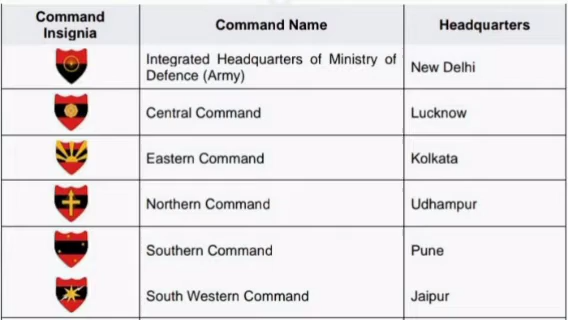 Command Insignia | Command Name | Headquarters
Integrated Headquarters of Ministry of Defence (Army) | New Delhi
Central Command | Lucknow
Eastern Command | Kolkata
Northern Command | Udhampur
Southern Command | Pune
South Western Command | Jaipur